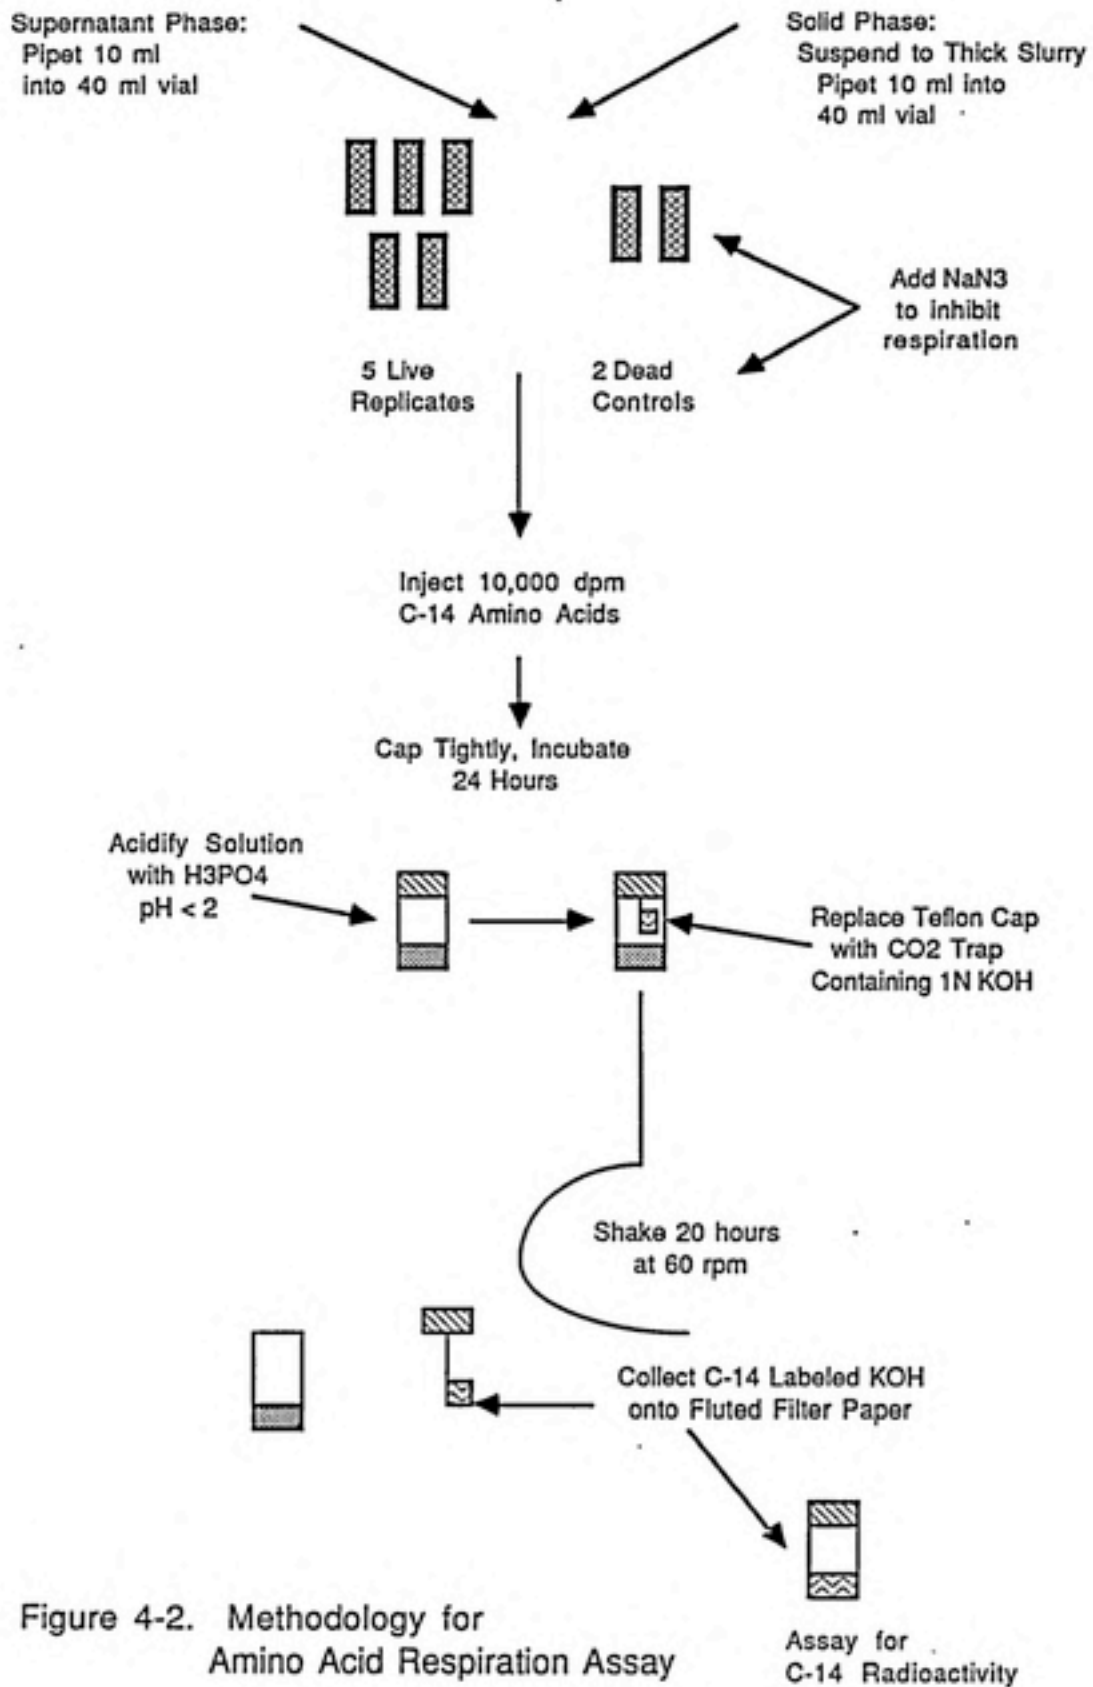 Supernatant Phase:
Pipet 10 ml
into 40 ml vial
Solid Phase:
Suspend to Thick Slurry
Pipet 10 ml into
40 ml vial
Add NaN3
to inhibit
respiration
5 Live
Replicates
2 Dead
Controls
Inject 10,000 dpm
C-14 Amino Acids
Cap Tightly, Incubate
24 Hours
Acidify Solution
with H3PO4
pH < 2
Replace Teflon Cap
with CO2 Trap
Containing 1N KOH
Shake 20 hours
at 60 rpm
Collect C-14 Labeled KOH
onto Fluted Filter Paper
Figure 4-2. Methodology for
Amino Acid Respiration Assay
Assay for
C-14 Radioactivity